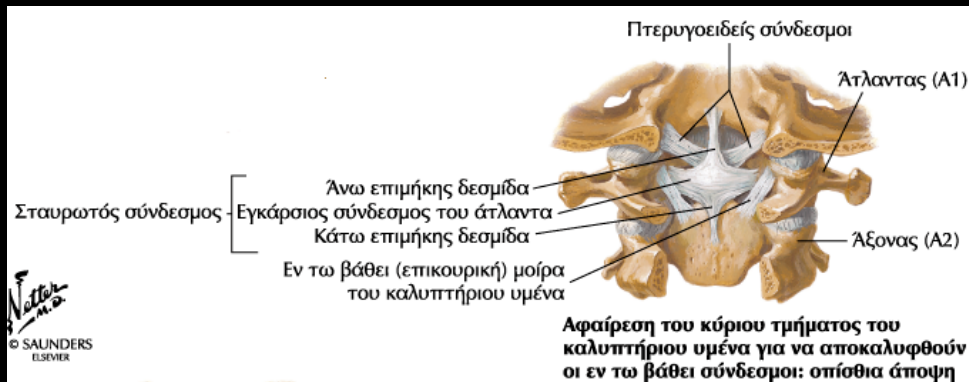 Πτερυγοειδείς σύνδεσμοι
Άτλαντας (Α1)
Άνω επιμήκης δεσμίδα
Σταυρωτός σύνδεσμος
Εγκάρσιος σύνδεσμος του άτλαντα
Κάτω επιμήκης δεσμίδα
Άξονας (Α2)
Εν τω βάθει (επικουρική) μοίρα
του καλυπτήριου υμένα
Netter
M.D.
© SAUNDERS
ELSEVIER
Αφαίρεση του κύριου τμήματος του
καλυπτήριου υμένα για να αποκαλυφθούν
οι εν τω βάθει σύνδεσμοι: οπίσθια άποψη